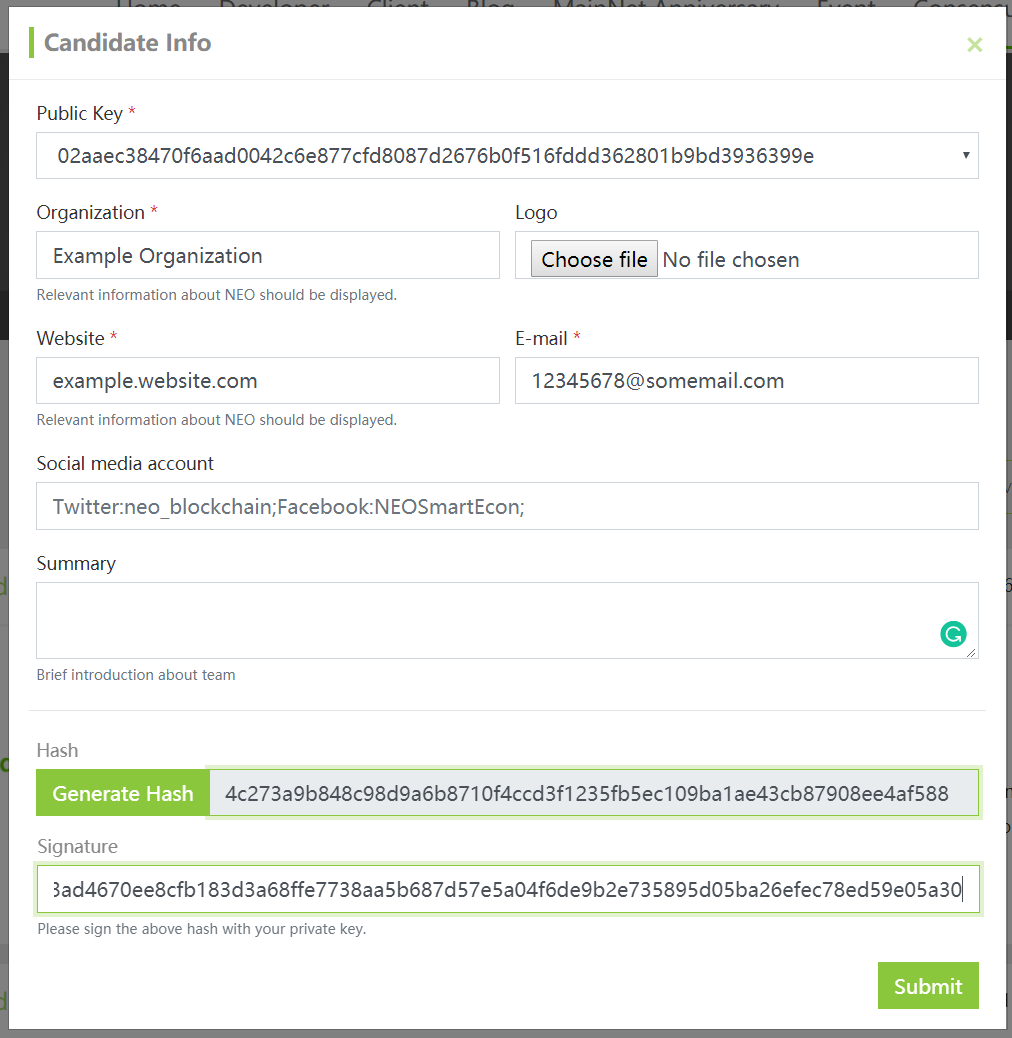 Home Developer Client Blog MainNet Anniversary Event
Candidate Info
×
Public Key *
02aaec38470f6aad0042c6e877cfd8087d2676b0f516fddd362801b9bd3936399e
Organization *
Logo
Example Organization
Choose file No file chosen
Relevant information about NEO should be displayed.
Website *
E-mail *
example.website.com
12345678@somemail.com
Relevant information about NEO should be displayed.
Social media account
Twitter:neo_blockchain;Facebook:NEOSmartEcon;
Summary
Brief introduction about team
Hash
Generate Hash
4c273a9b848c98d9a6b8710f4ccd3f1235fb5ec109ba1ae43cb87908ee4af588
Signature
3ad4670ee8cfb183d3a68ffe7738aa5b687d57e5a04f6de9b2e735895d05ba26efec78ed59e05a30
Please sign the above hash with your private key.
Submit